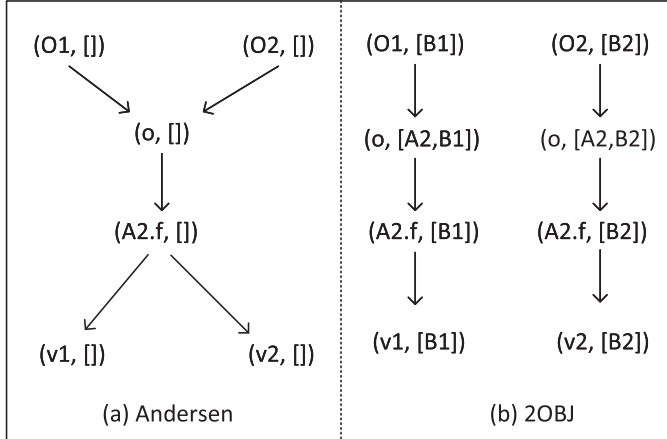 (O1, []) (O2, [])
(o, [])
(A2.f, [])
(v1, []) (v2, [])
(a) Andersen
(O1, [B1]) (O2, [B2])
(o, [A2,B1]) (o, [A2,B2])
(A2.f, [B1]) (A2.f, [B2])
(v1, [B1]) (v2, [B2])
(b) 2OBJ